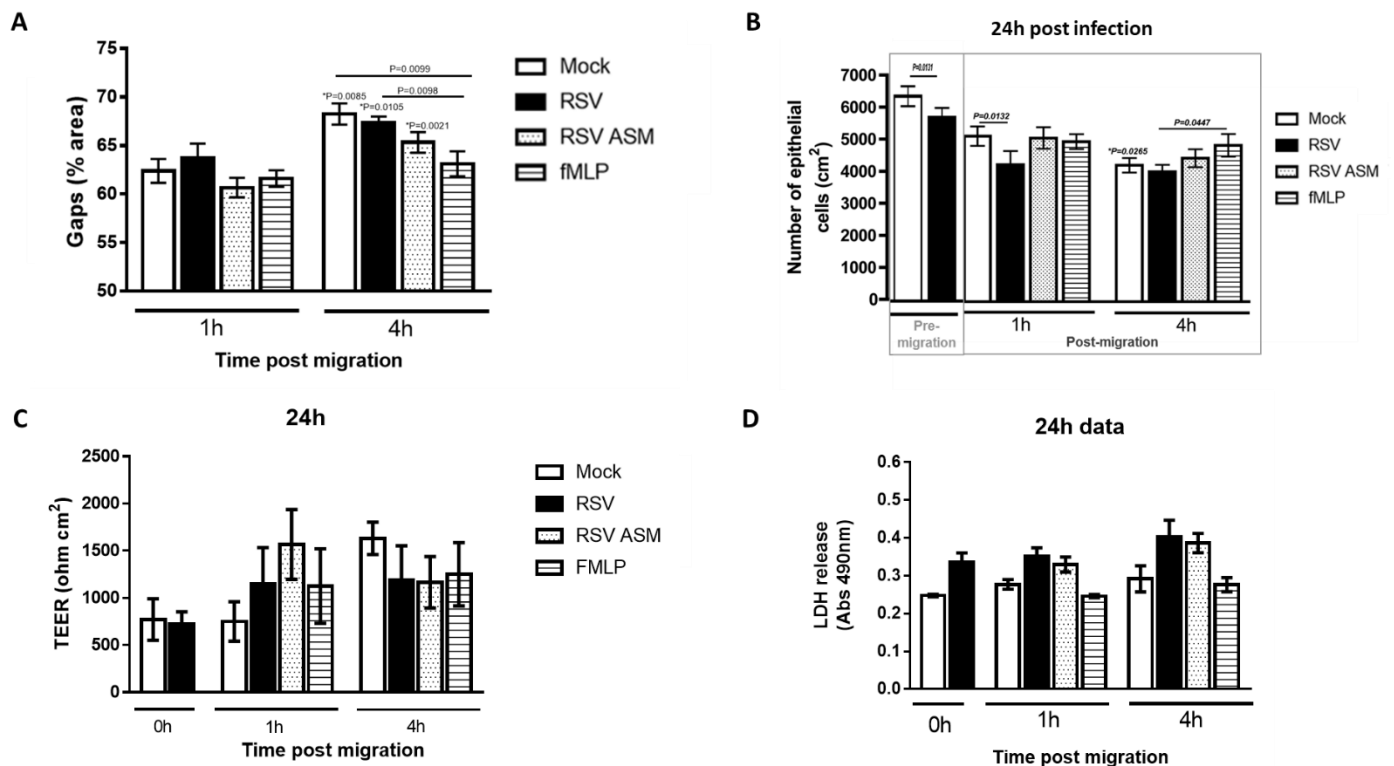 A
75
70
65
60
55
50
Gaps (% area)
P=0.0099
P=0.0098
*P=0.0085
*P=0.0105
*P=0.0021
Mock
RSV
RSV ASM
fMLP
1h
4h
Time post migration
B
24h post infection
7000
6000
5000
4000
3000
2000
1000
0
Number of epithelial
cells (cm²)
P=0.0132
P=0.0447
*P=0.0265
Mock
RSV
RSV ASM
fMLP
Pre-
migration
1h
4h
Post-migration
C
24h
2500
2000
1500
1000
500
0
TEER (ohm cm²)
Mock
RSV
RSV ASM
FMLP
0h
1h
4h
Time post migration
D
24h data
0.6
0.5
0.4
0.3
0.2
0.1
0.0
LDH release
(Abs 490nm)
0h
1h
4h
Time post migration